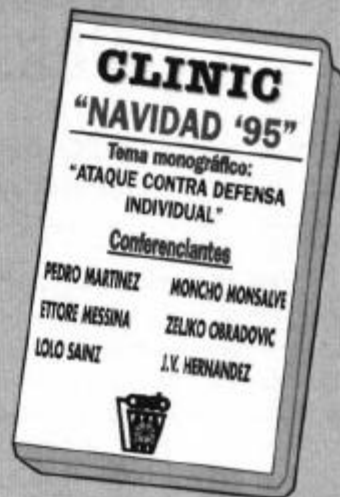 CLINIC
"NAVIDAD '95"
Tema monográfico:
"ATAQUE CONTRA DEFENSA
INDIVIDUAL"
Conferenciantes
PEDRO MARTINEZ MONCHO MONSALVE
ETTORE MESSINA ZELJKO OBRADOVIC
LOLO SAINZ J.V. HERNANDEZ